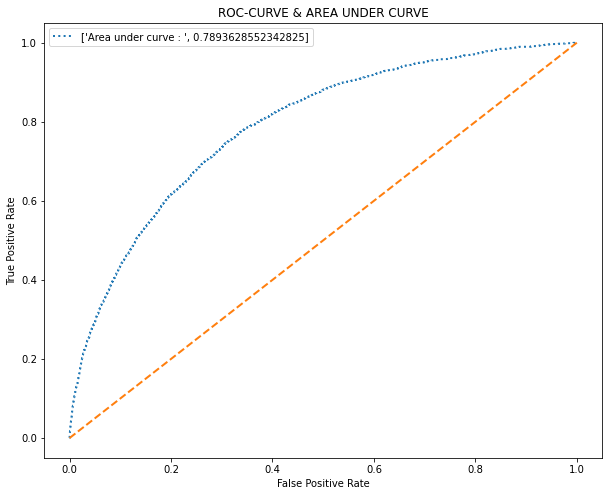 ROC-CURVE & AREA UNDER CURVE
['Area under curve : ', 0.7893628552342825]
1.0
0.8
0.6
0.4
0.2
0.0
True Positive Rate
0.0 0.2 0.4 0.6 0.8 1.0
False Positive Rate